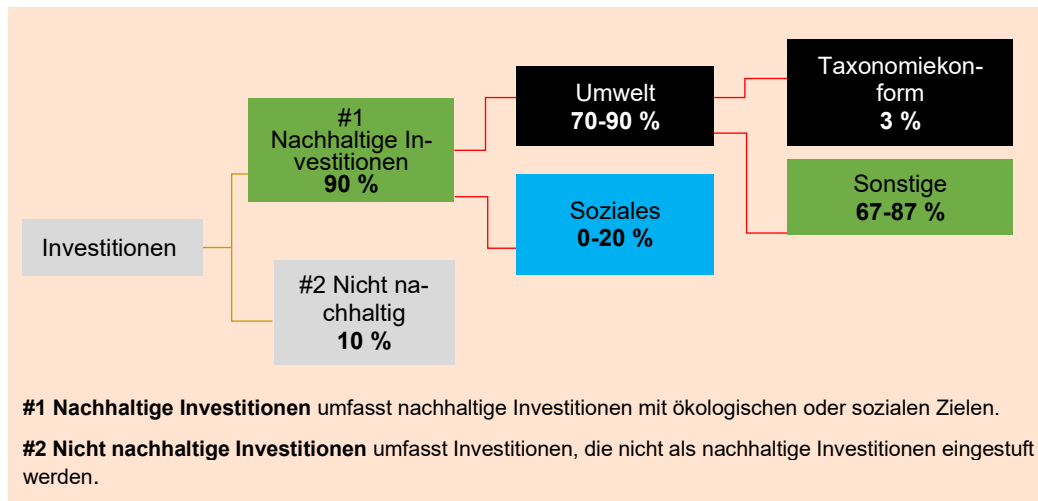 Investitionen
#1
Nachhaltige In-
vestitionen
90 %
#2 Nicht na-
chhaltig
10 %
Umwelt
70-90 %
Soziales
0-20 %
Taxonomiekon-
form
3 %
Sonstige
67-87 %
#1 Nachhaltige Investitionen umfasst nachhaltige Investitionen mit ökologischen oder sozialen Zielen.
#2 Nicht nachhaltige Investitionen umfasst Investitionen, die nicht als nachhaltige Investitionen eingestuft
werden.